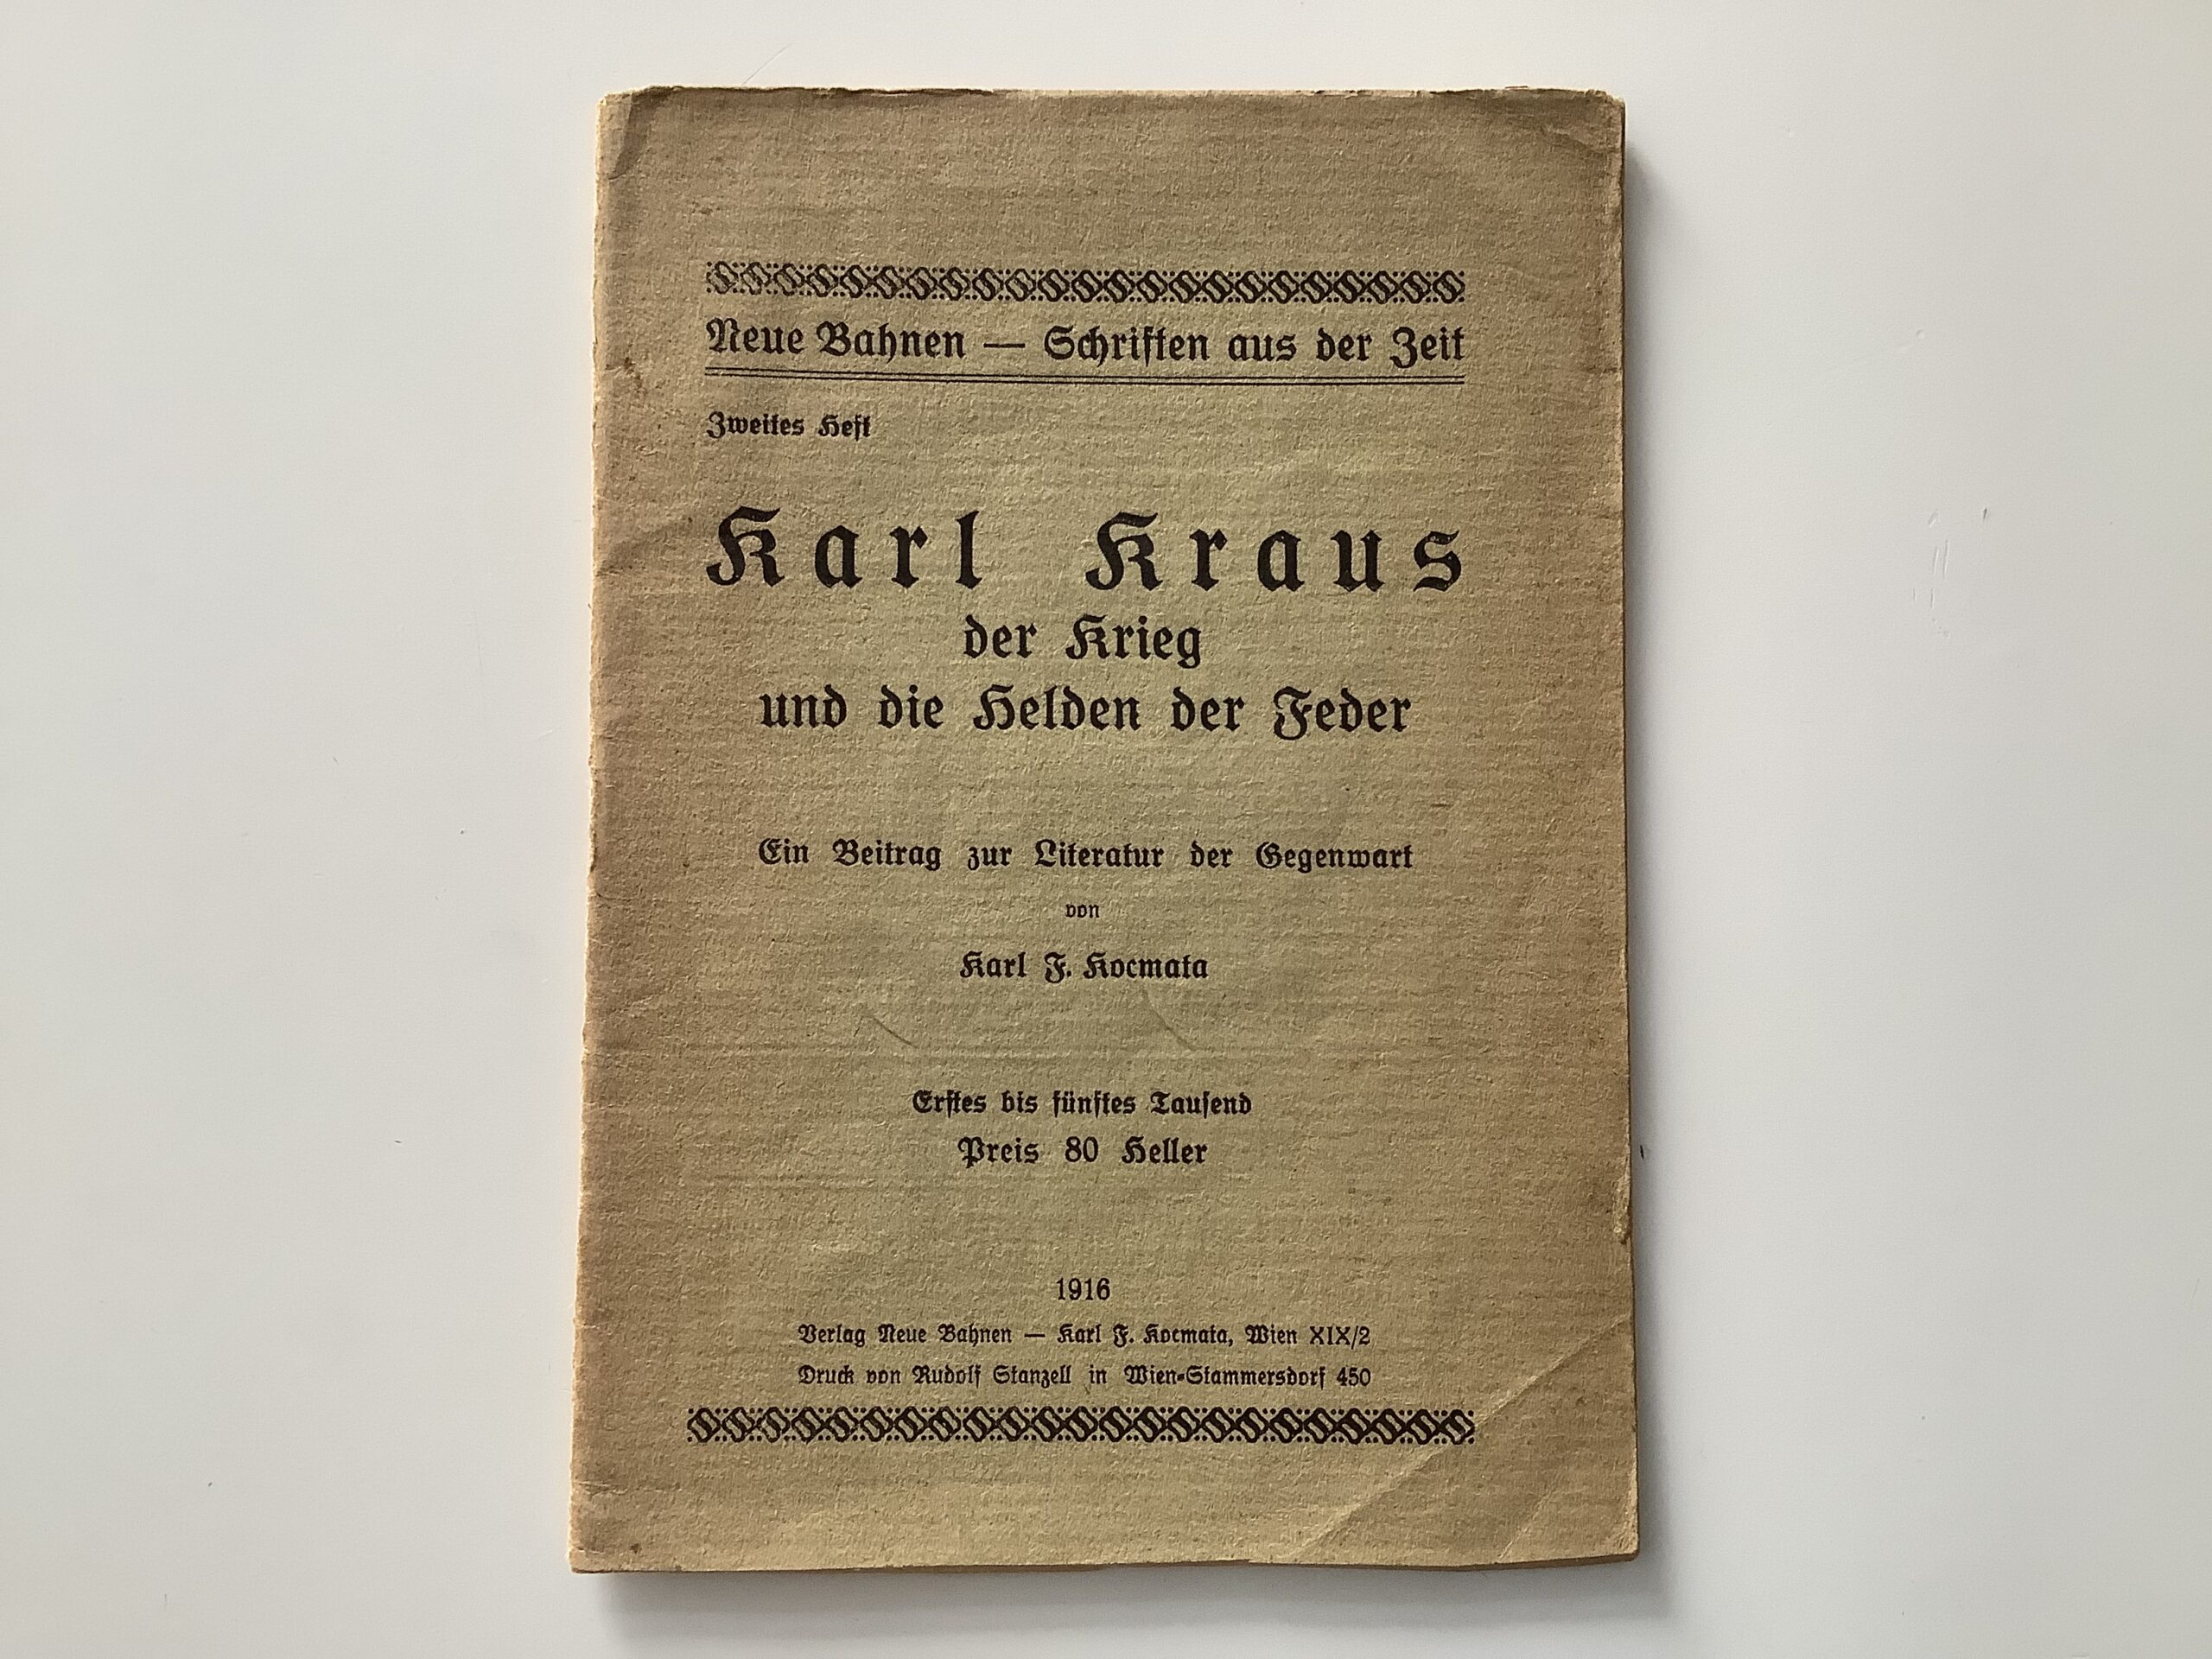 Neue Bahnen — Schriften aus der Zeit
Zweites Heft
Karl Kraus
der Krieg
und die Helden der Feder
Ein Beitrag zur Literatur der Gegenwart
von
Karl F. Kocmata
Erſtes bis fünftes Tauſend
Preis 80 Heller
1916
Verlag Neue Bahnen — Karl F. Kocmata, Wien XIX/2
Druck von Rudolf Stanzell in Wien-Stammersdorf 450